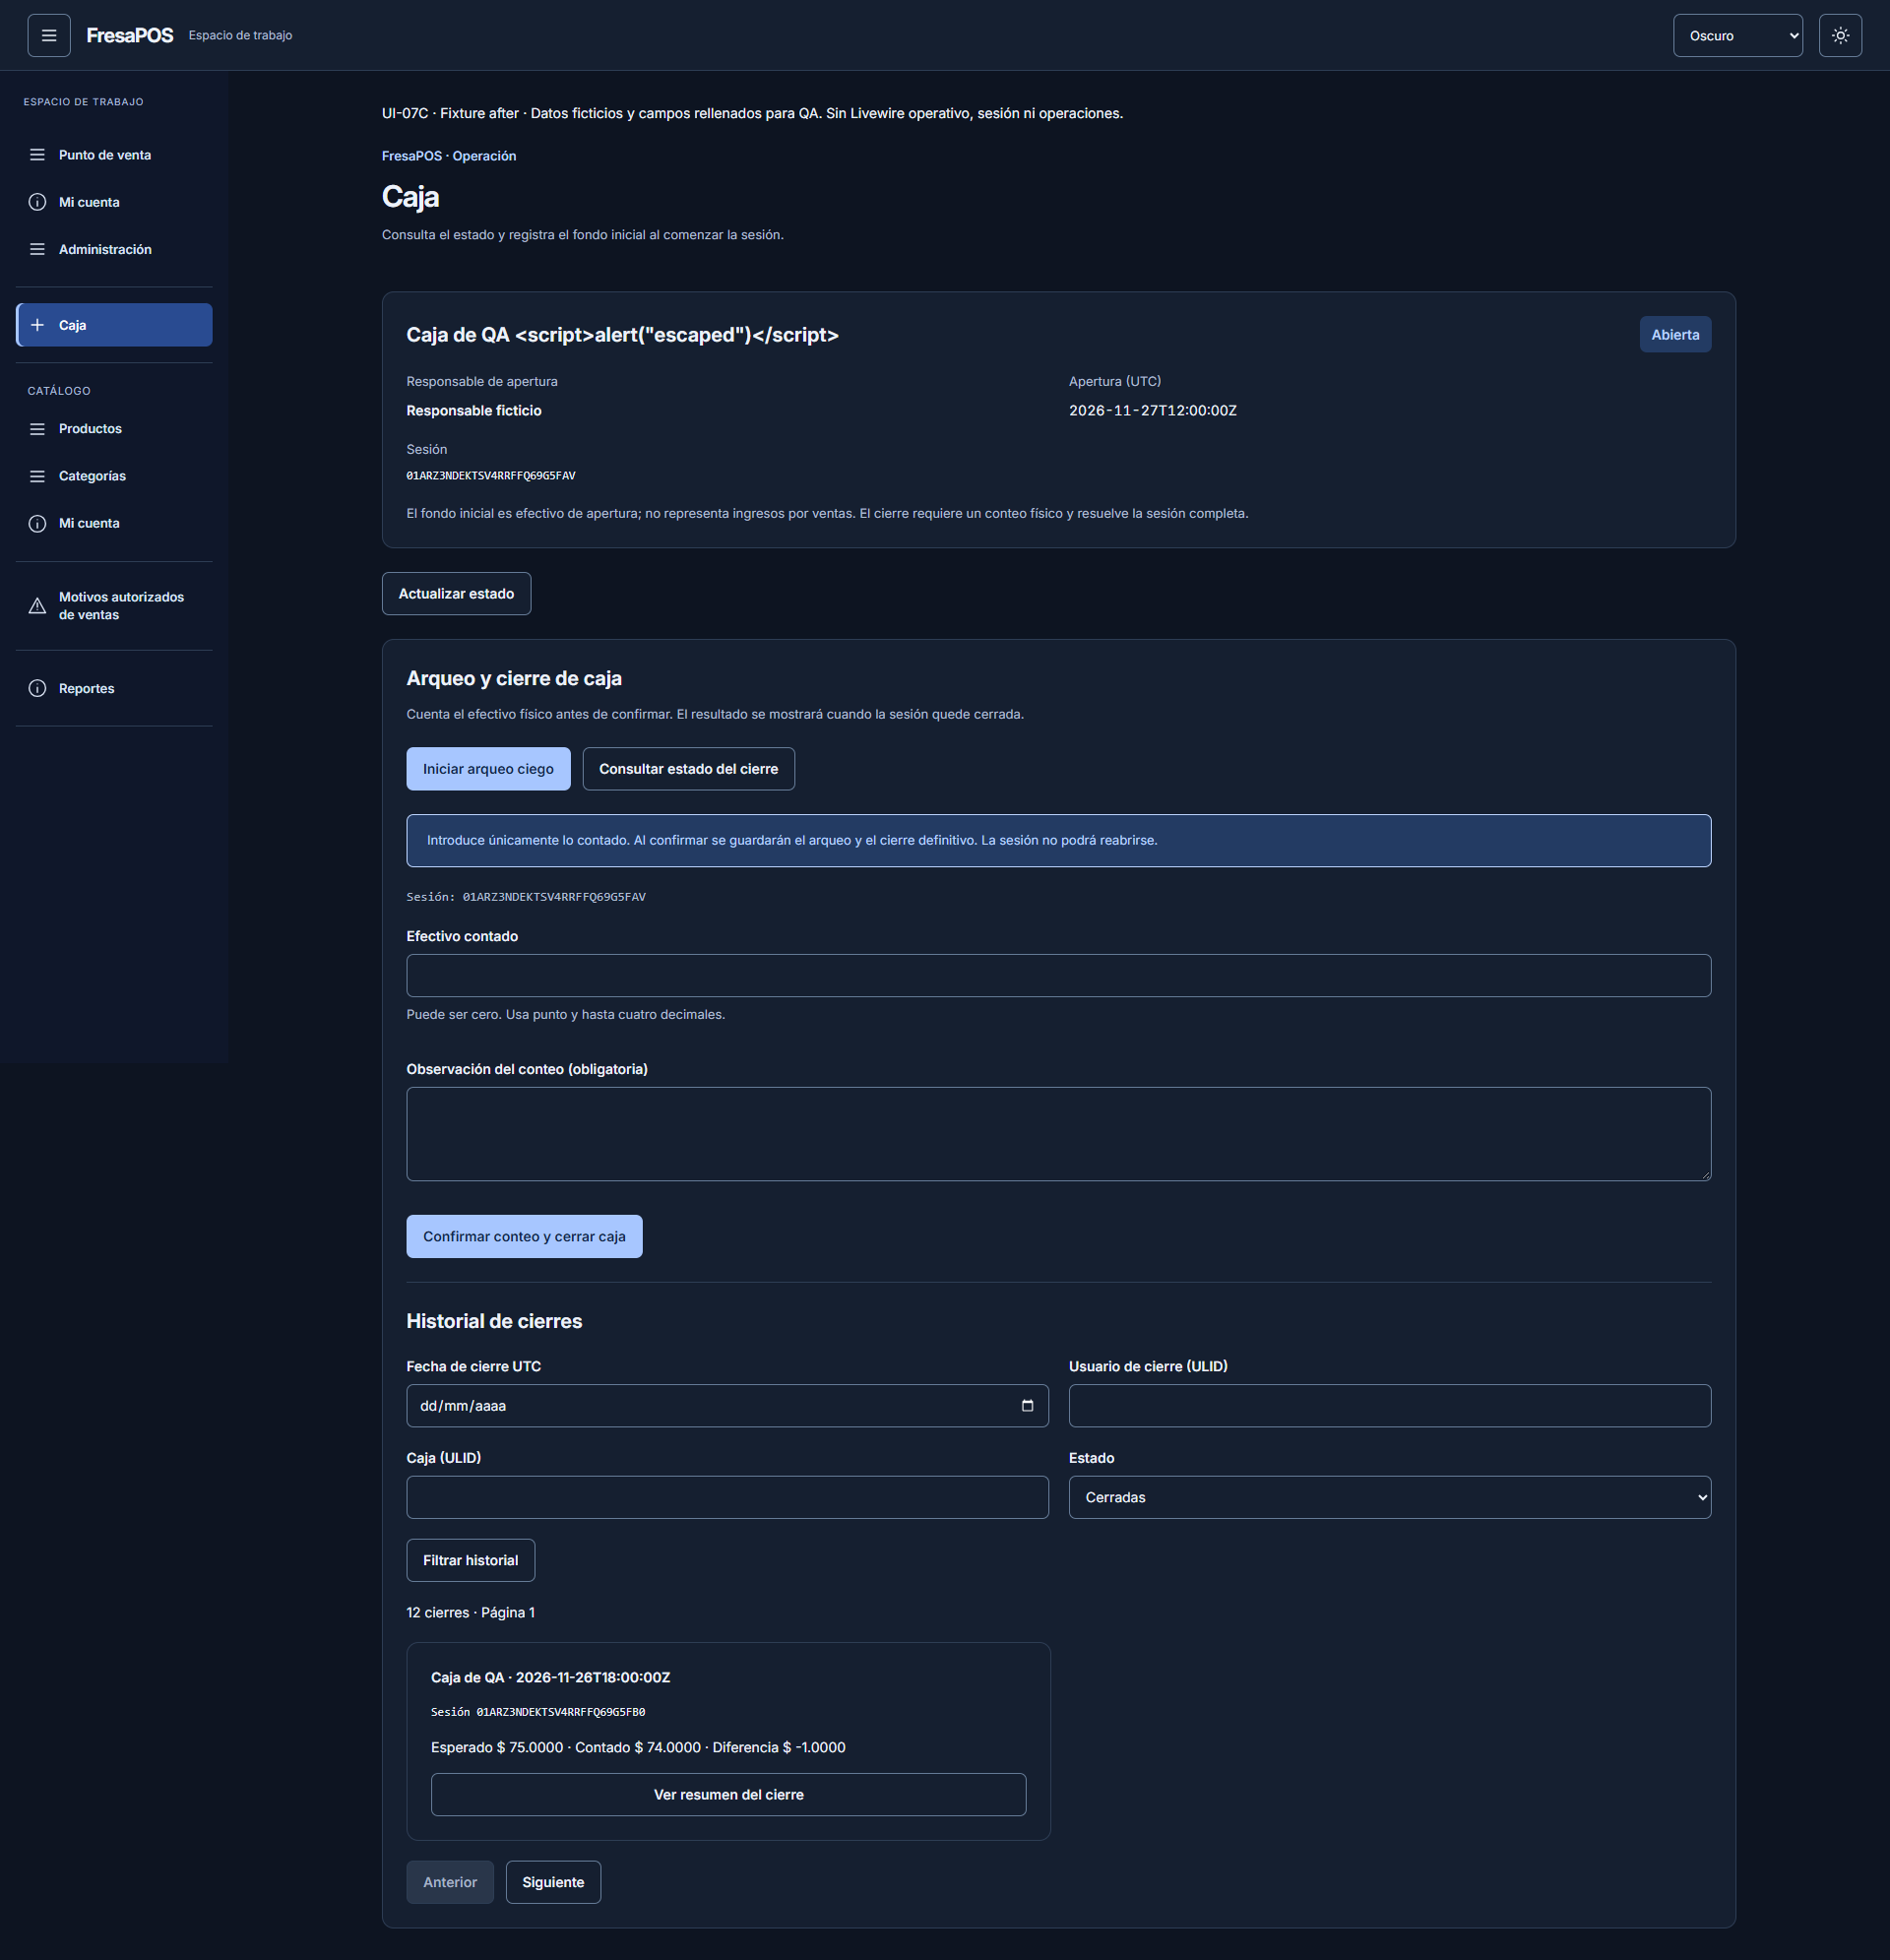 FresaPOS Espacio de trabajo
Oscuro
ESPACIO DE TRABAJO
Punto de venta
Mi cuenta
Administración
Caja
CATÁLOGO
Productos
Categorías
Mi cuenta
Motivos autorizados
de ventas
Reportes
UI-07C · Fixture after · Datos ficticios y campos rellenados para QA. Sin Livewire operativo, sesión ni operaciones.
FresaPOS · Operación
Caja
Consulta el estado y registra el fondo inicial al comenzar la sesión.
Caja de QA <script>alert("escaped")</script>
Abierta
Responsable de apertura
Responsable ficticio
Apertura (UTC)
2026-11-27T12:00:00Z
Sesión
01ARZ3NDEKTSV4RRFFQ69G5FAV
El fondo inicial es efectivo de apertura; no representa ingresos por ventas. El cierre requiere un conteo físico y resuelve la sesión completa.
Actualizar estado
Arqueo y cierre de caja
Cuenta el efectivo físico antes de confirmar. El resultado se mostrará cuando la sesión quede cerrada.
Iniciar arqueo ciego
Consultar estado del cierre
Introduce únicamente lo contado. Al confirmar se guardarán el arqueo y el cierre definitivo. La sesión no podrá reabrirse.
Sesión: 01ARZ3NDEKTSV4RRFFQ69G5FAV
Efectivo contado
Puede ser cero. Usa punto y hasta cuatro decimales.
Observación del conteo (obligatoria)
Confirmar conteo y cerrar caja
Historial de cierres
Fecha de cierre UTC
dd/mm/aaaa
Usuario de cierre (ULID)
Caja (ULID)
Estado
Cerradas
Filtrar historial
12 cierres · Página 1
Caja de QA · 2026-11-26T18:00:00Z
Sesión 01ARZ3NDEKTSV4RRFFQ69G5FB0
Esperado $ 75.0000 · Contado $ 74.0000 · Diferencia $ -1.0000
Ver resumen del cierre
Anterior
Siguiente